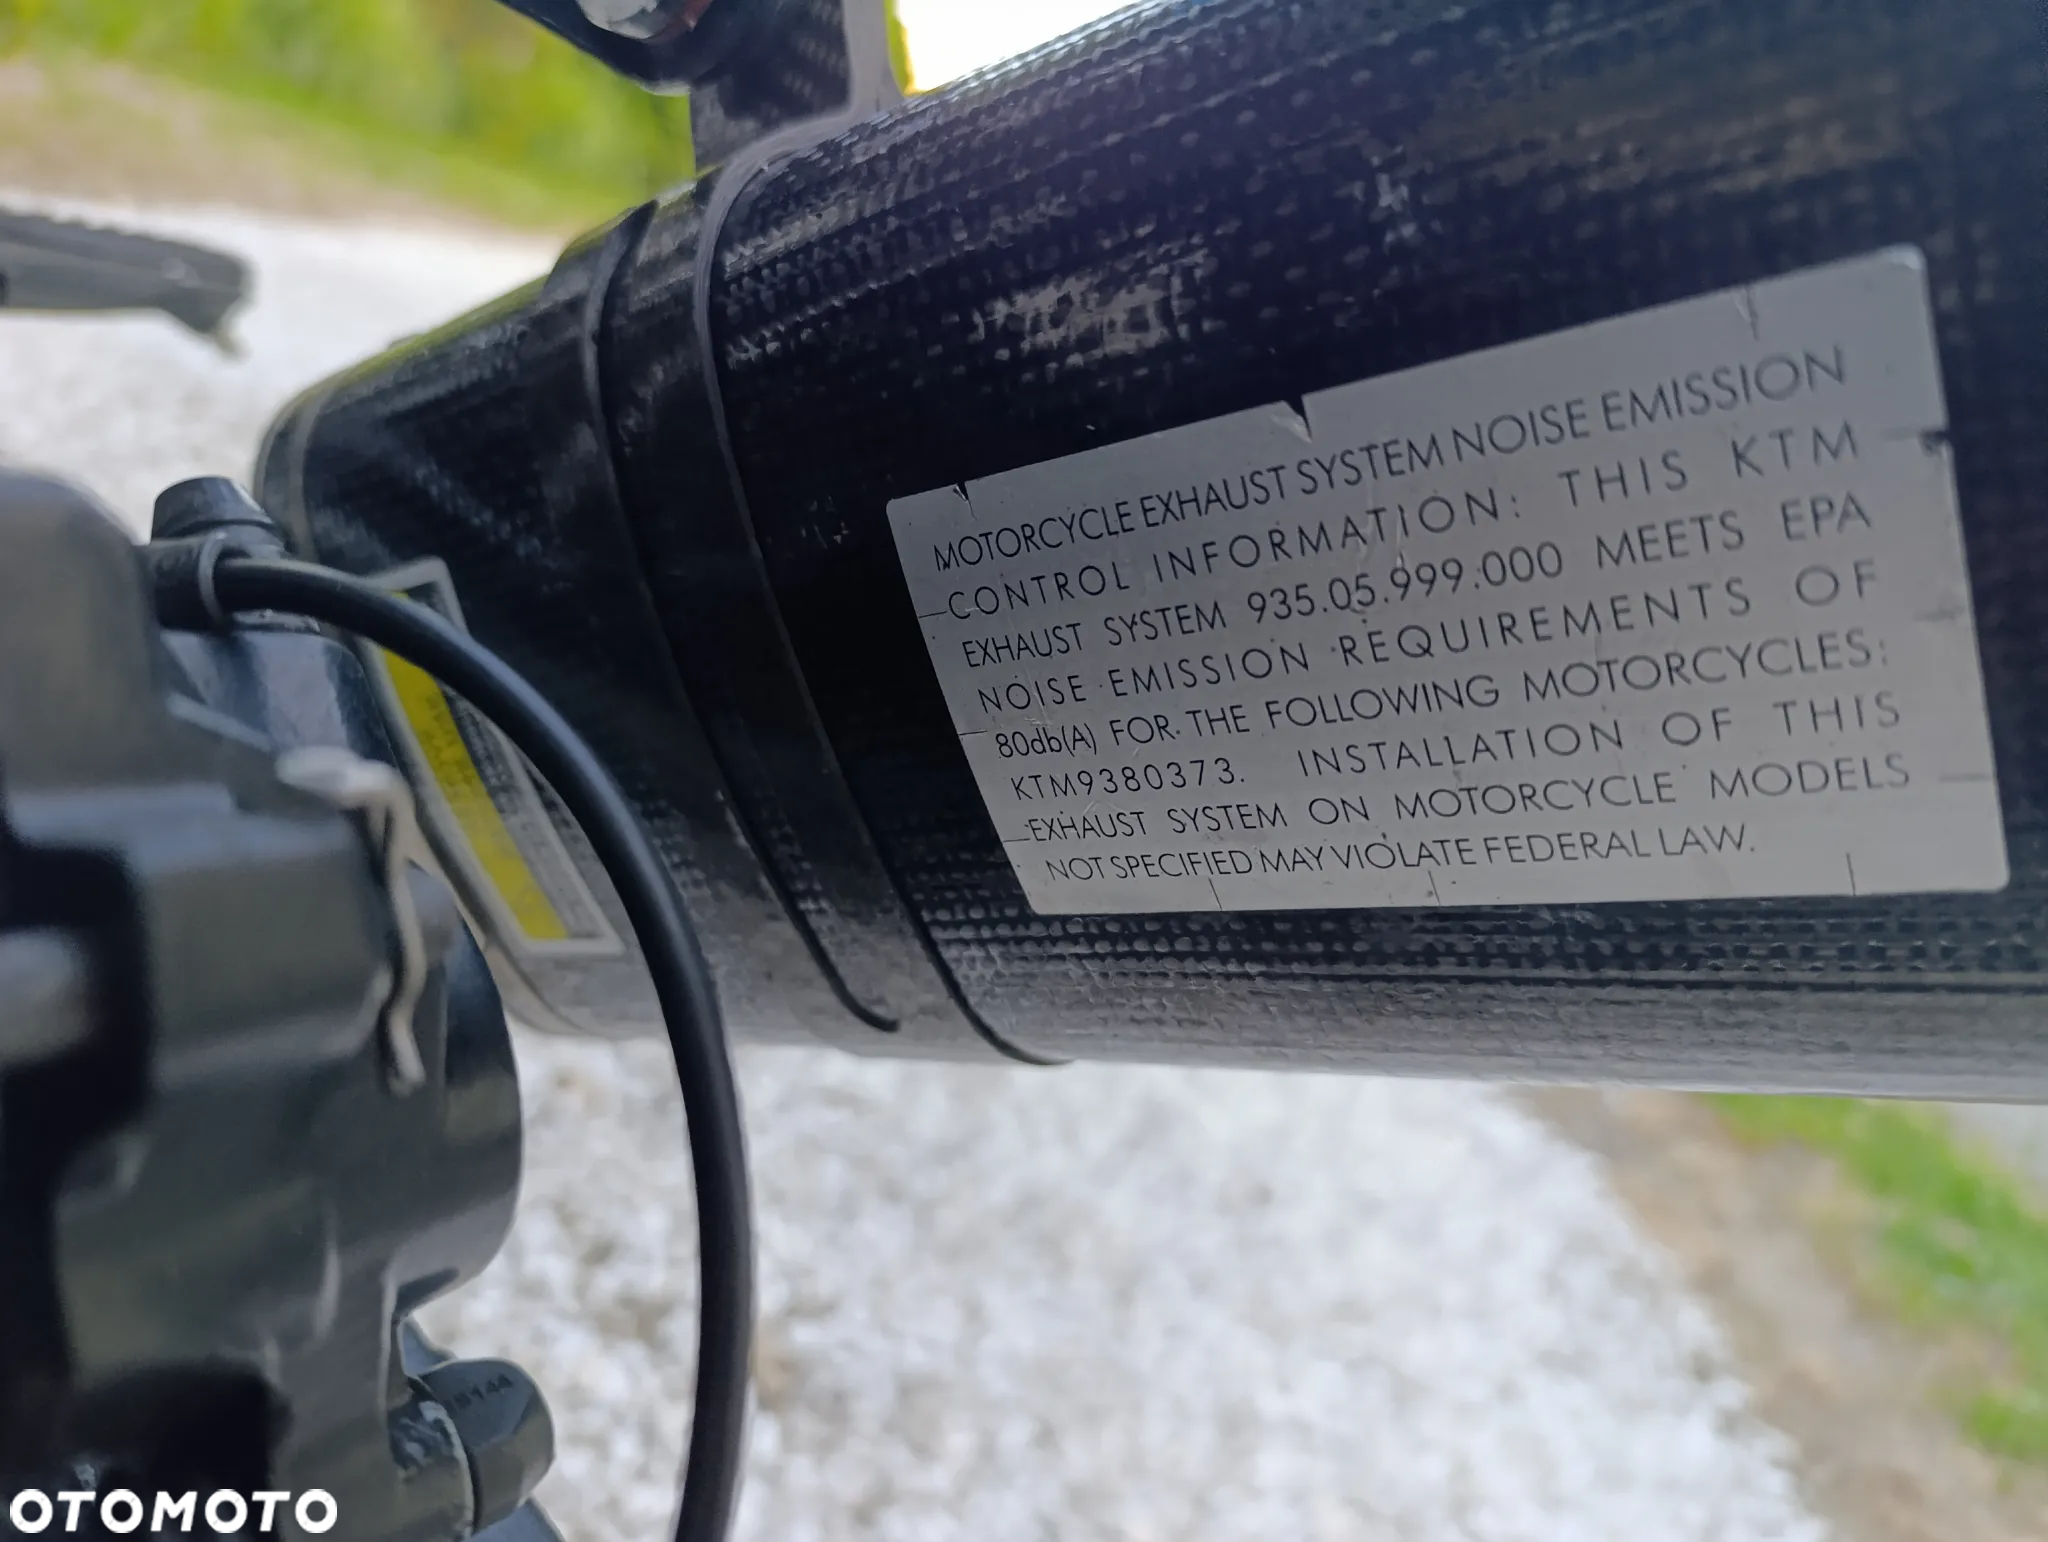 MOTORCYCLE EXHAUST SYSTEM NOISE EMISSION
CONTROL INFORMATION: THIS KTM
EXHAUST SYSTEM 935.05.999.000 MEETS EPA
NOISE EMISSION REQUIREMENTS OF
80db(A) FOR THE FOLLOWING MOTORCYCLES:
KTM9380373. INSTALLATION OF THIS
EXHAUST SYSTEM ON MOTORCYCLE MODELS
NOT SPECIFIED MAY VIOLATE FEDERAL LAW.
OTOMOTO